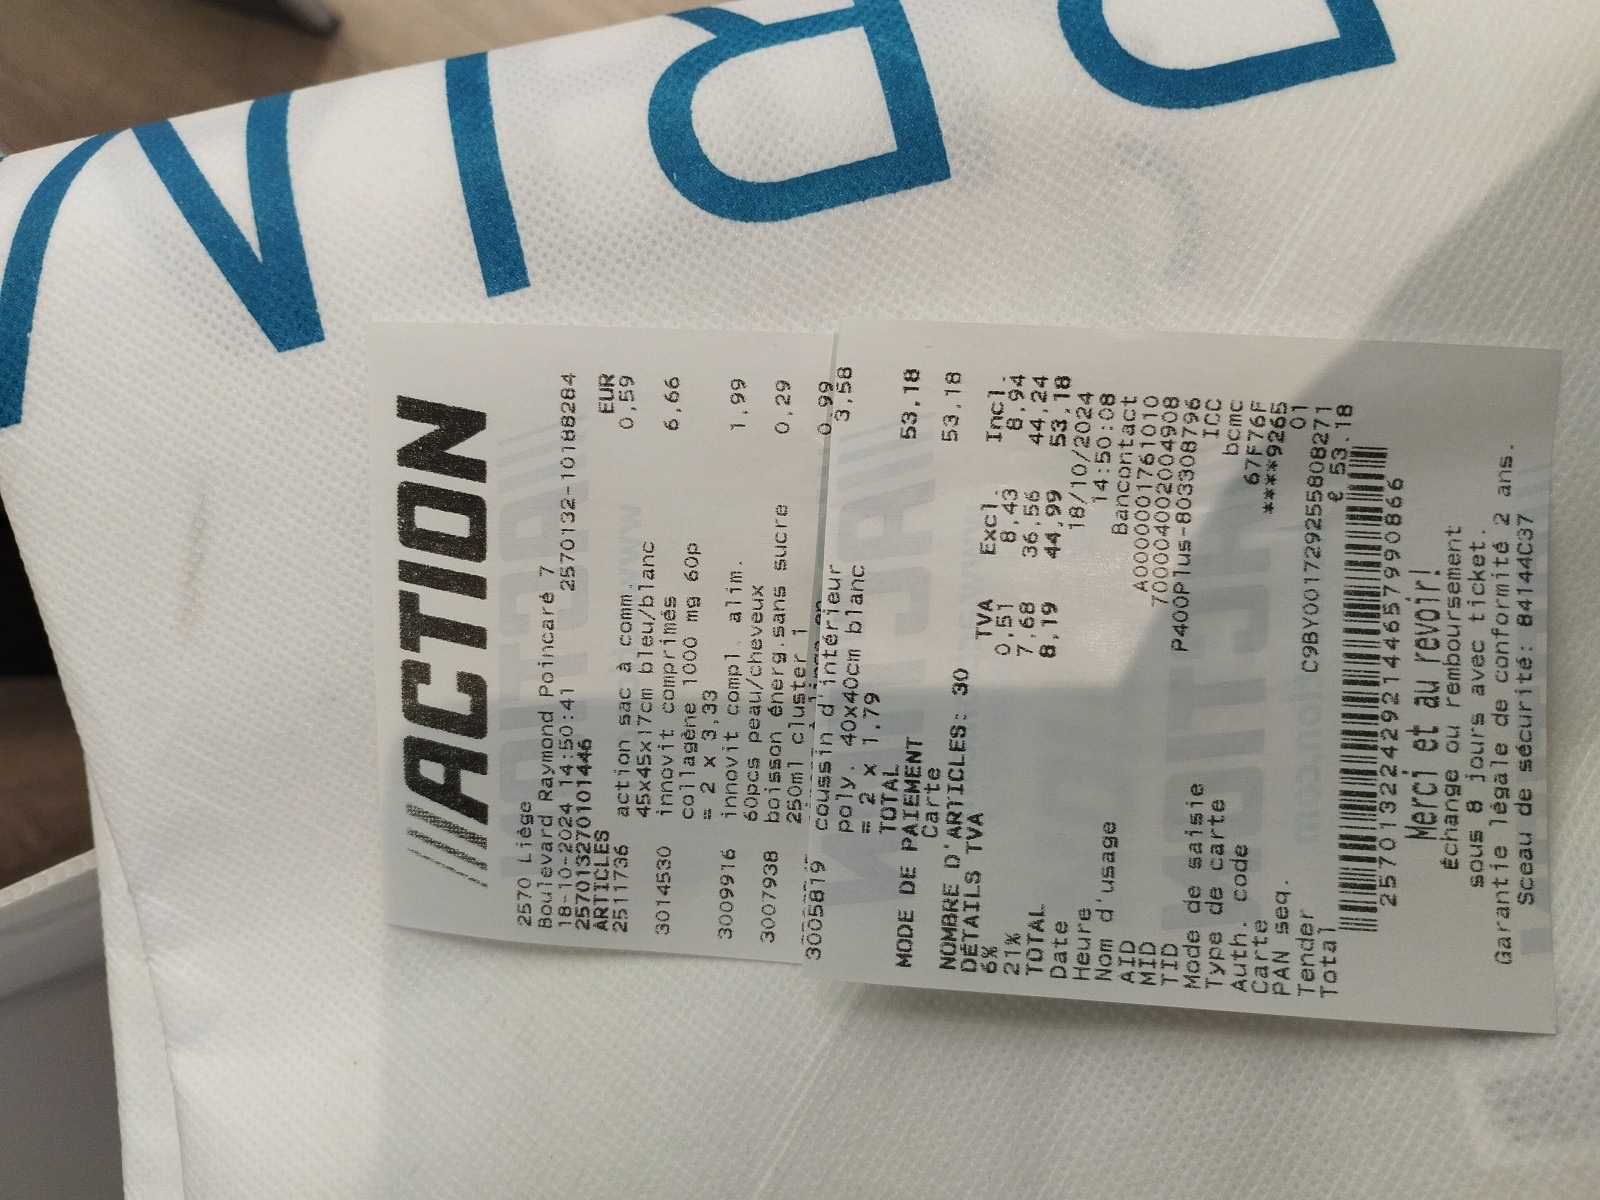 ACTION
2570 Liège
Boulevard Raymond Poincaré 7
18-10-2024 14:50:41 2570132-10188284
257013270101446
ARTICLES EUR
2511736 action sac à comm. 0,59
45x45x17cm bleu/blanc
3014530 innovit comprimés 6,66
collagène 1000 mg 60p
= 2 x 3,33
3009916 innovit compl. alim. 1,99
60pcs peau/cheveux
3007938 boisson énerg.sans sucre 0,29
250ml cluster 1
0,99
3005819 coussin d'intérieur 3,58
poly. 40x40cm blanc
= 2 x 1,79
TOTAL 53,18
MODE DE PAIEMENT
Carte 53,18
NOMBRE D'ARTICLES: 30
DÉTAILS TVA TVA Excl. Incl.
6% 0,51 8,43 8,94
21% 7,68 36,56 44,24
TOTAL 8,19 44,99 53,18
Date 18/10/2024
Heure 14:50:08
Nom d'usage Bancontact
AID A0000001761010
MID 700004002004908
TID P400Plus-803308796
Mode de saisie ICC
Type de carte bcmc
Auth. code 67F76F
Carte ****9265
PAN seq. 01
Tender C9BY001729255808271
Total € 53.18
2570132242921446579908​66
Merci et au revoir!
Échange ou remboursement
sous 8 jours avec ticket.
Garantie légale de conformité 2 ans.
Sceau de sécurité: 84144C37